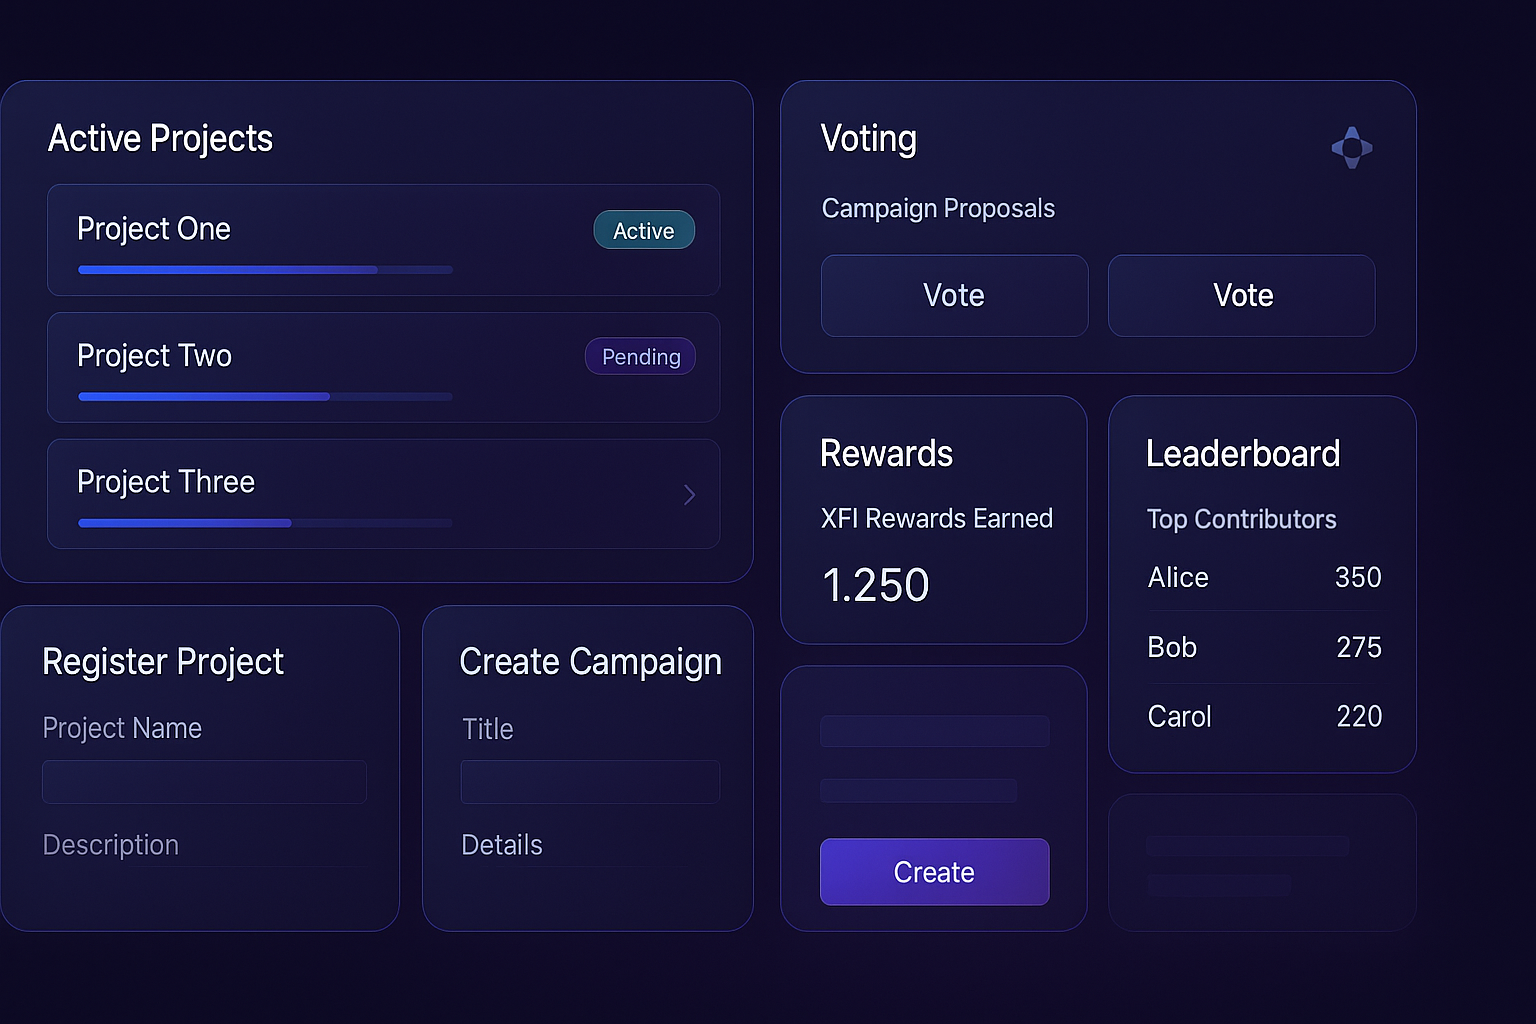 Active Projects
Project One
Active
Project Two
Pending
Project Three
Register Project
Project Name
Description
Create Campaign
Title
Details
Voting
Campaign Proposals
Vote
Vote
Rewards
XFI Rewards Earned
1.250
Create
Leaderboard
Top Contributors
Alice 350
Bob 275
Carol 220